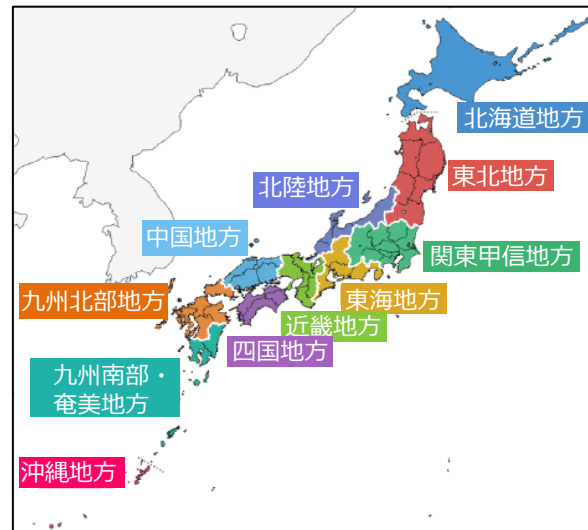 北海道地方
東北地方
北陸地方
中国地方
関東甲信地方
九州北部地方
東海地方
近畿地方
四国地方
九州南部・
奄美地方
沖縄地方